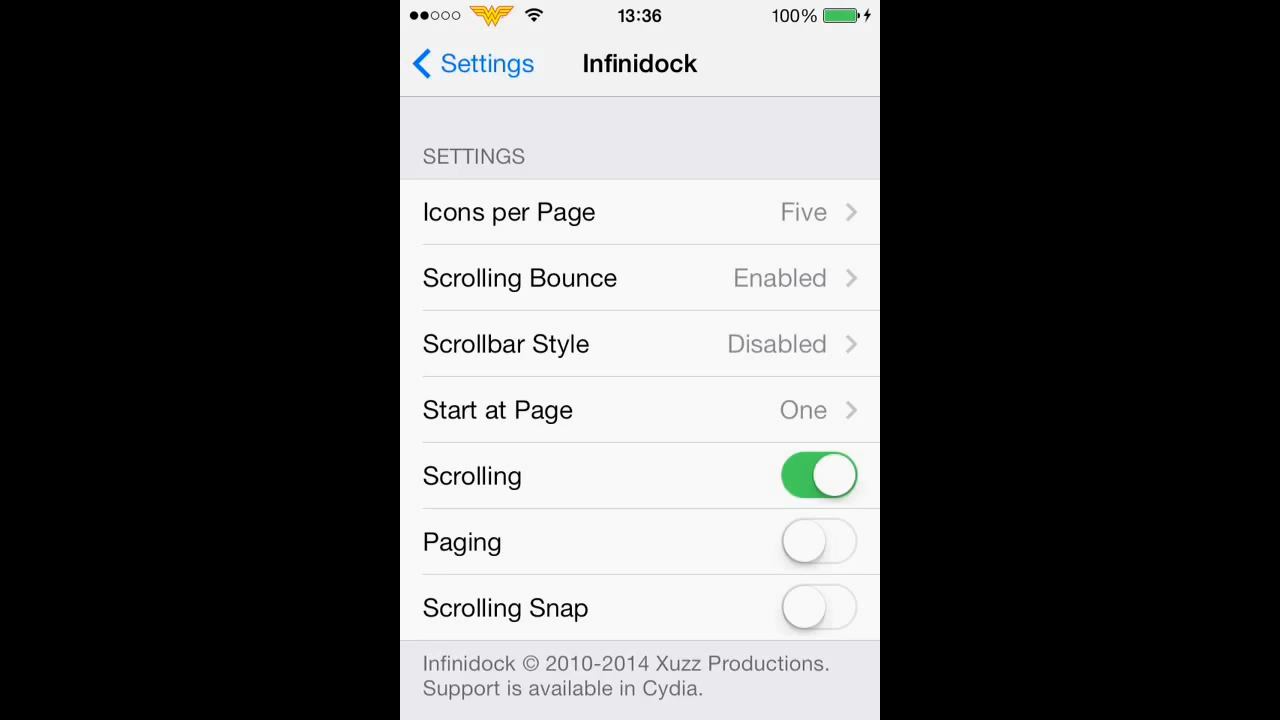 13:36 100%
Settings Infinidock
SETTINGS
Icons per Page Five
Scrolling Bounce Enabled
Scrollbar Style Disabled
Start at Page One
Scrolling
Paging
Scrolling Snap
Infinidock © 2010-2014 Xuzz Productions.
Support is available in Cydia.